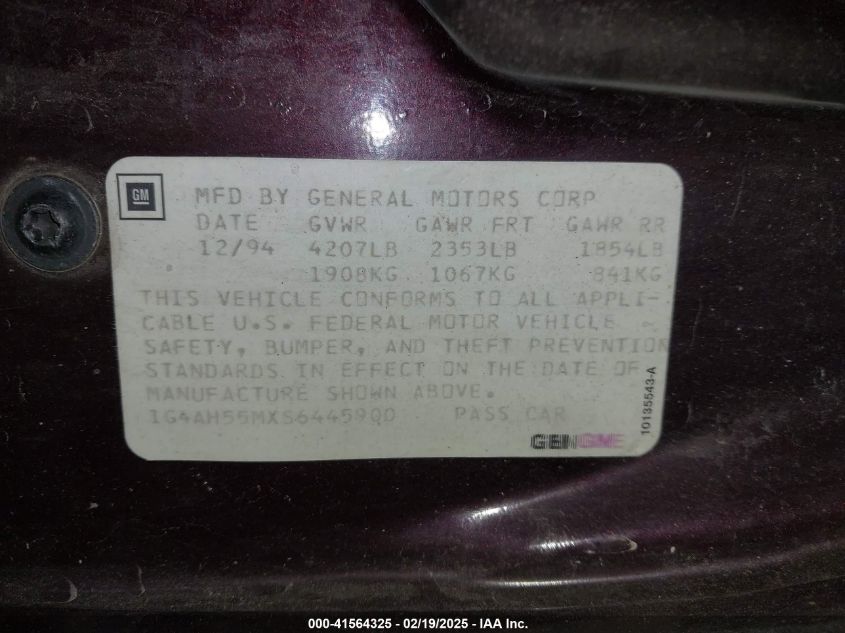 GM
MFD BY GENERAL MOTORS CORP
DATE GVWR GAWR FRT GAWR RR
12/94 4207LB 2353LB 1854LB
1908KG 1067KG 841KG
THIS VEHICLE CONFORMS TO ALL APPLI-
CABLE U.S. FEDERAL MOTOR VEHICLE
SAFETY, BUMPER, AND THEFT PREVENTION
STANDARDS IN EFFECT ON THE DATE OF
MANUFACTURE SHOWN ABOVE.
1G4AH55MXS6445900 PASS CAR
GENGME
10135543-A
000-41564325 - 02/19/2025 - IAA Inc.